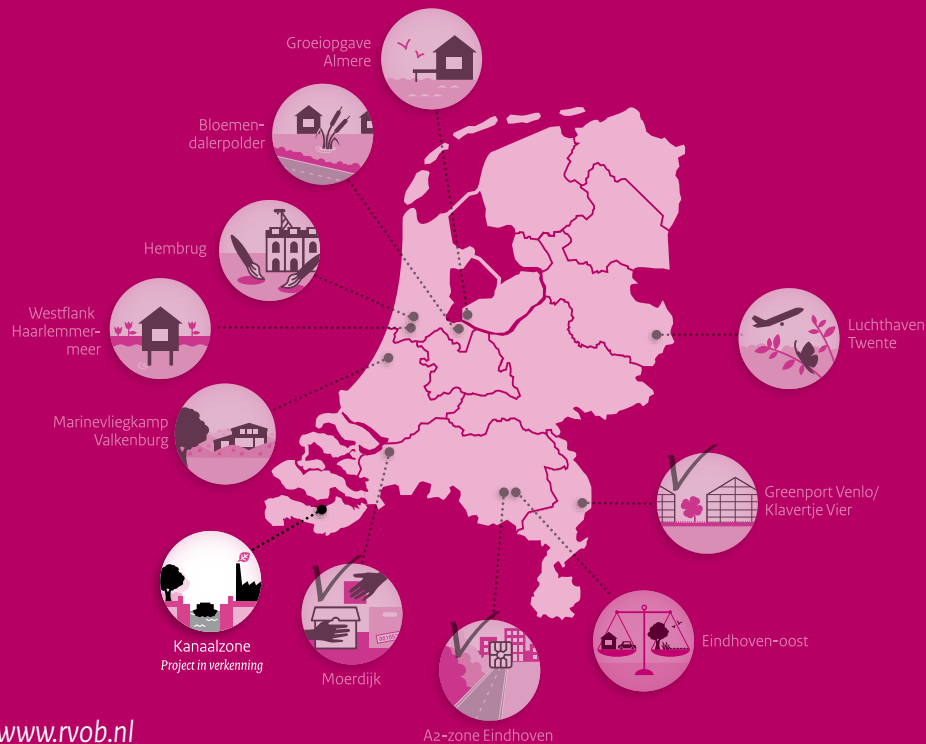 Groeiopgave
Almere
Bloemen-
dalerpolder
Hembrug
Westflank
Haarlemmer-
meer
Luchthaven
Twente
Marinevliegkamp
Valkenburg
Greenport Venlo/
Klavertje Vier
Kanaalzone
Project in verkenning
Moerdijk
Eindhoven-oost
A2-zone Eindhoven
www.rvob.nl